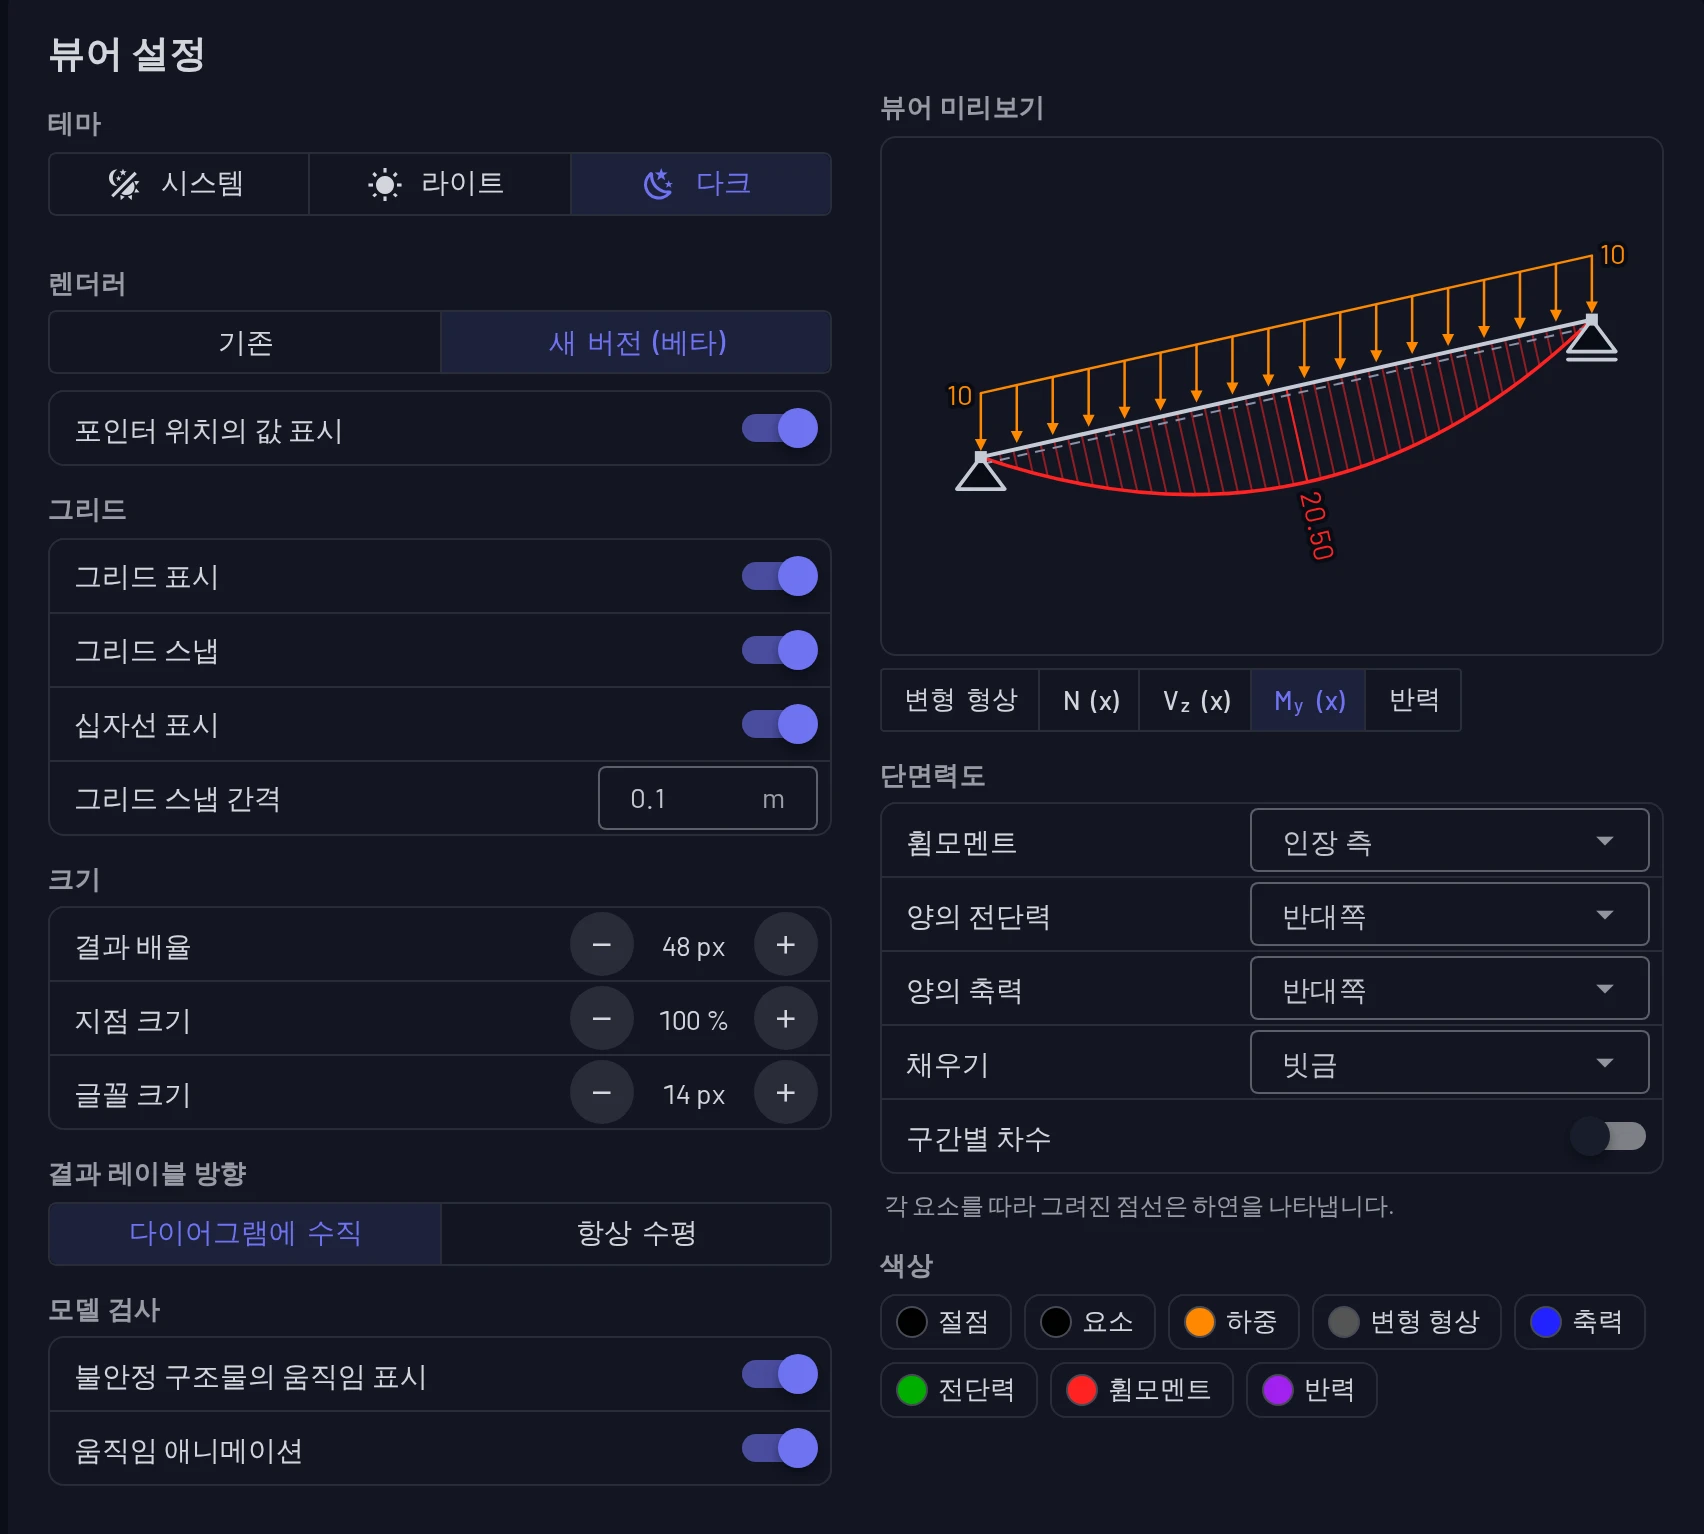 뷰어 설정
테마
시스템
라이트
다크
렌더러
기존
새 버전 (베타)
포인터 위치의 값 표시
그리드
그리드 표시
그리드 스냅
십자선 표시
그리드 스냅 간격
0.1 m
크기
결과 배율
− 48 px +
지점 크기
− 100 % +
글꼴 크기
− 14 px +
결과 레이블 방향
다이어그램에 수직
항상 수평
모델 검사
불안정 구조물의 움직임 표시
움직임 애니메이션
뷰어 미리보기
10
10
20.50
변형 형상
N (x)
Vz (x)
My (x)
반력
단면력도
휨모멘트
인장 측
양의 전단력
반대쪽
양의 축력
반대쪽
채우기
빗금
구간별 차수
각 요소를 따라 그려진 점선은 하연을 나타냅니다.
색상
절점
요소
하중
변형 형상
축력
전단력
휨모멘트
반력